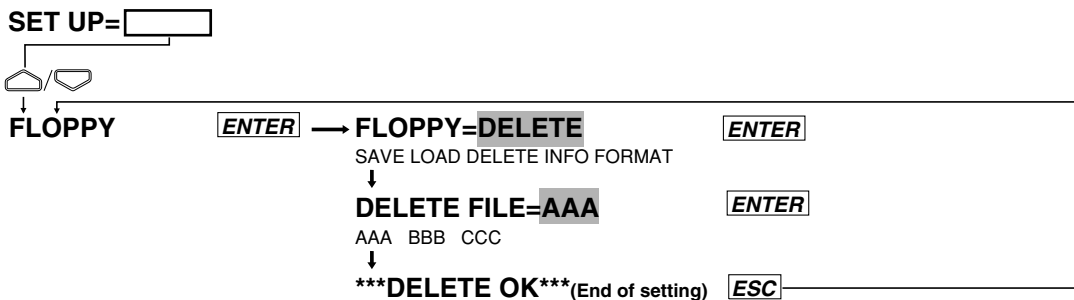 SET UP=
/
FLOPPY ENTER FLOPPY=DELETE ENTER
SAVE LOAD DELETE INFO FORMAT
DELETE FILE=AAA ENTER
AAA BBB CCC
***DELETE OK***(End of setting) ESC